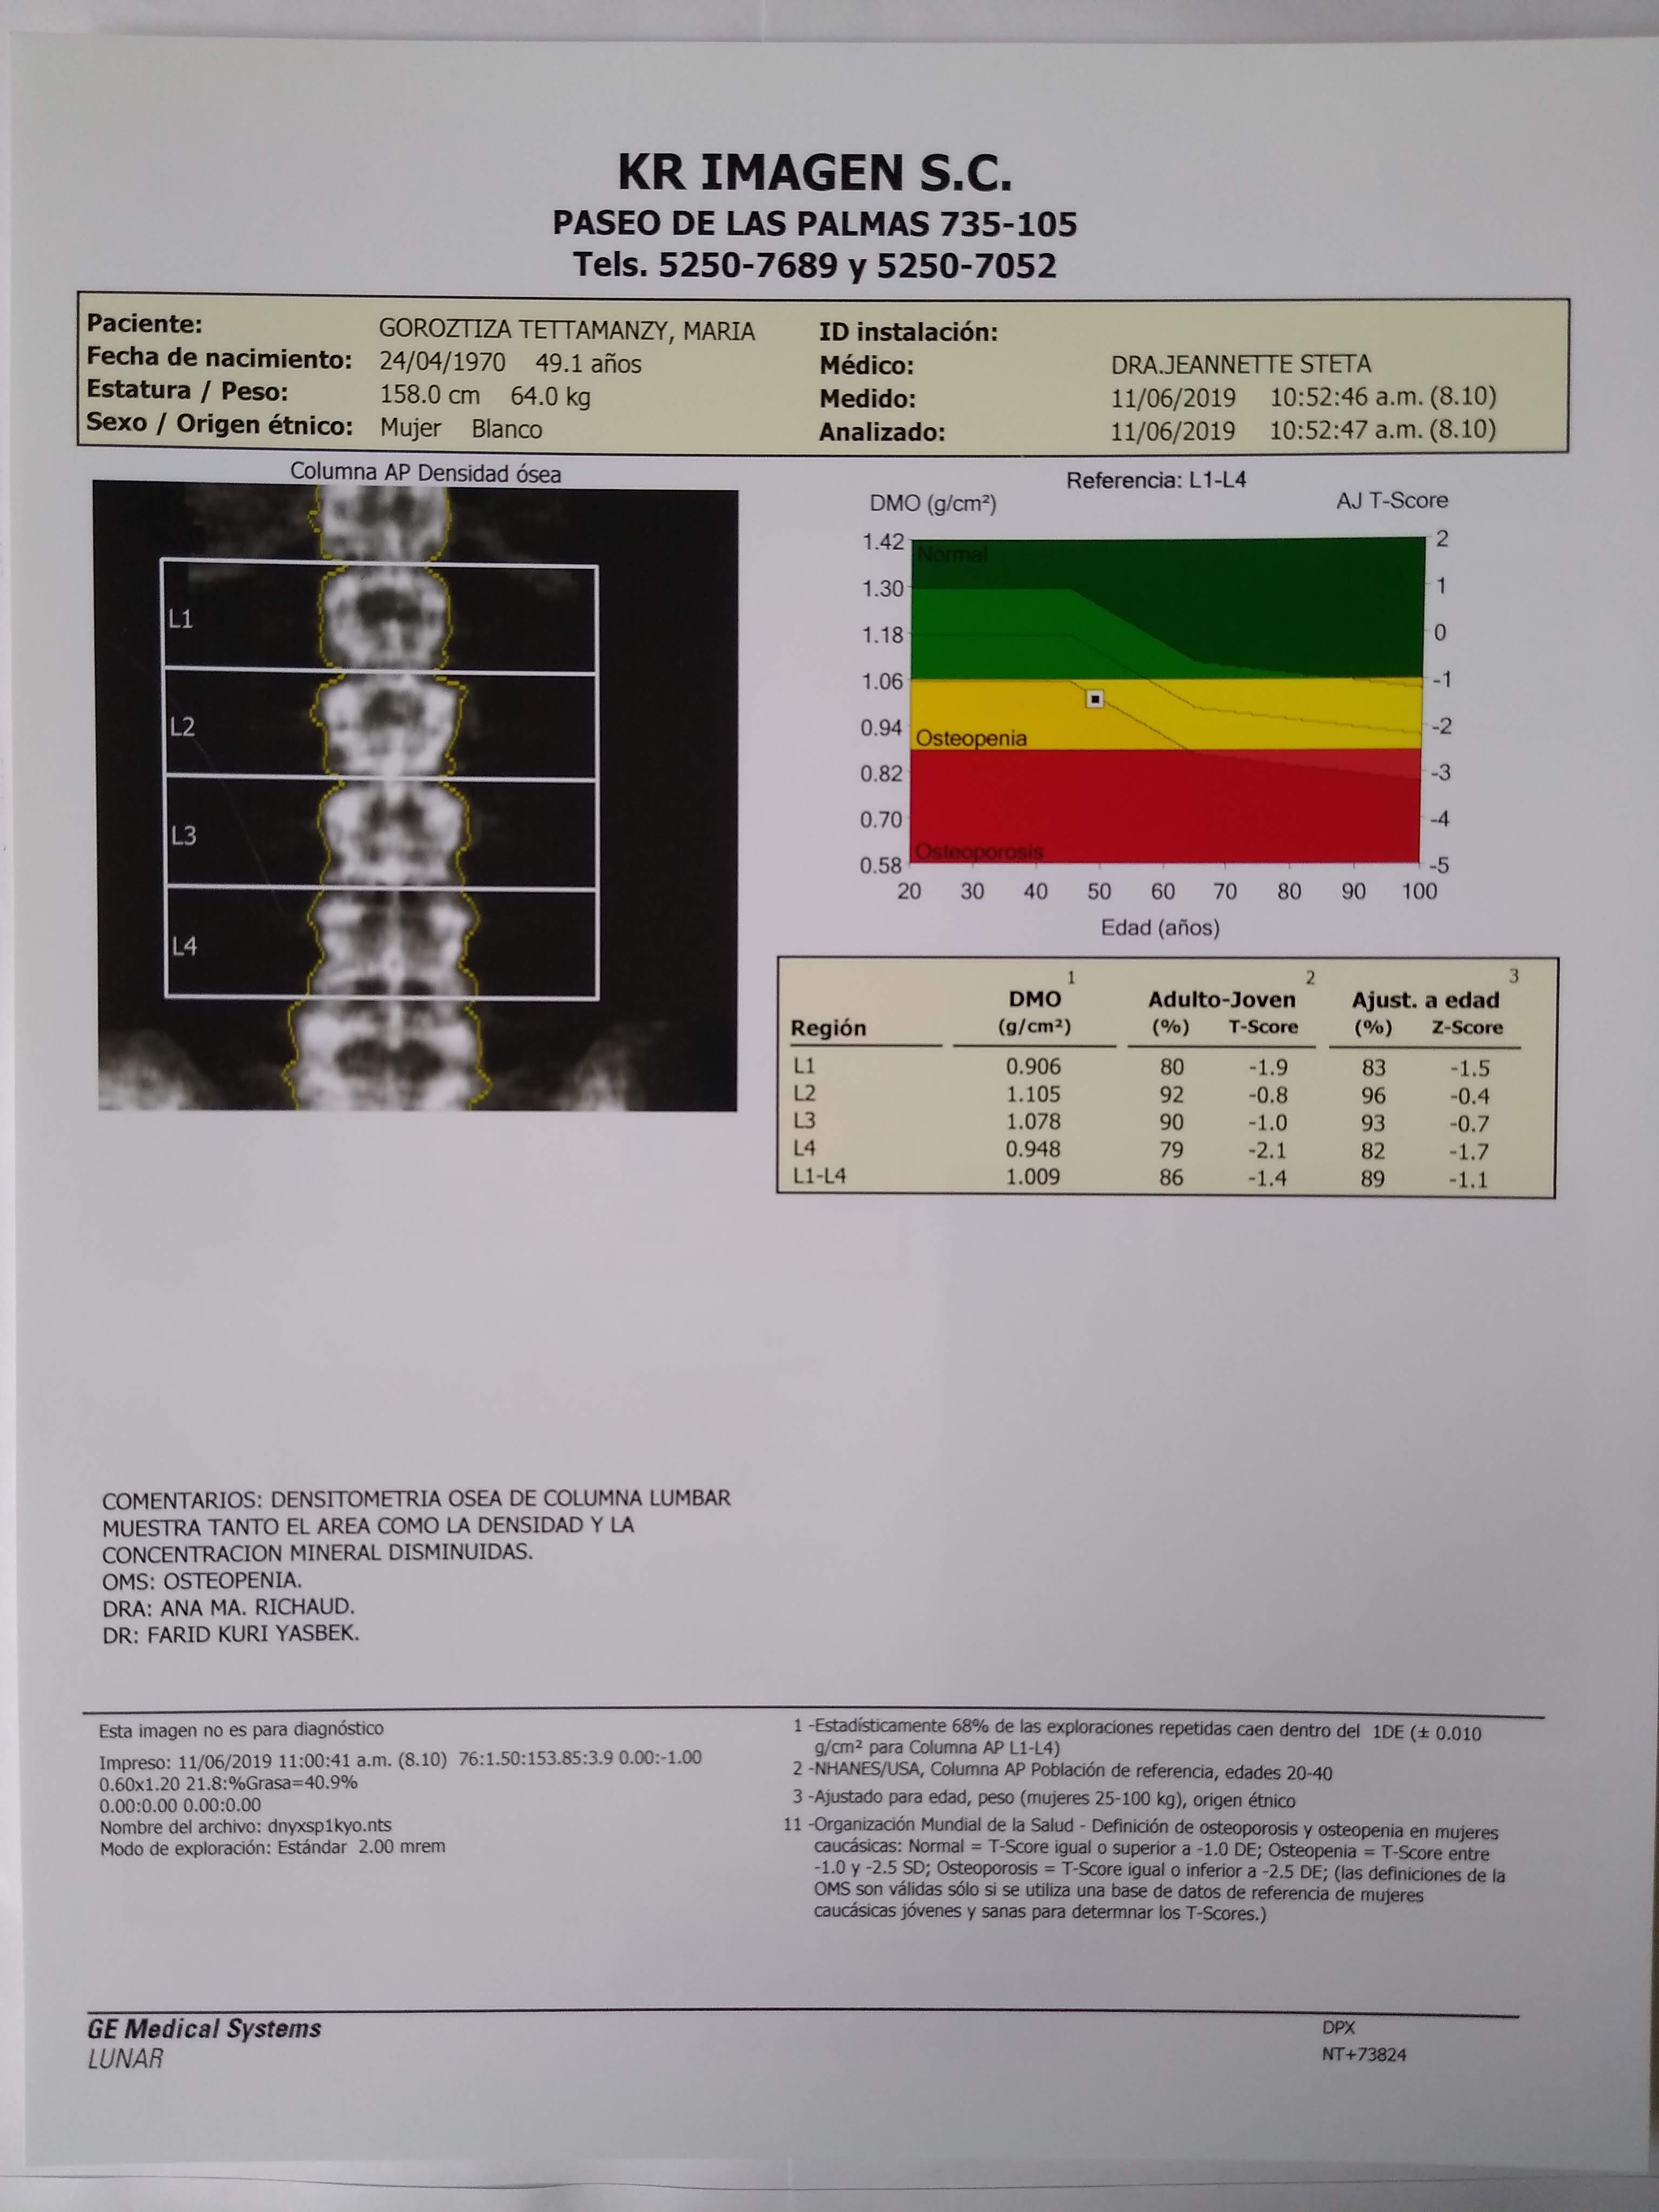 KR IMAGEN S.C.
PASEO DE LAS PALMAS 735-105
Tels. 5250-7689 y 5250-7052
Paciente: GOROZTIZA TETTAMANZY, MARIA
Fecha de nacimiento: 24/04/1970 49.1 años
Estatura / Peso: 158.0 cm 64.0 kg
Sexo / Origen étnico: Mujer Blanco
ID instalación:
Médico: DRA.JEANNETTE STETA
Medido: 11/06/2019 10:52:46 a.m. (8.10)
Analizado: 11/06/2019 10:52:47 a.m. (8.10)
Columna AP Densidad ósea
L1
L2
L3
L4
Referencia: L1-L4
DMO (g/cm²) AJ T-Score
1.42 Normal 2
1.30 1
1.18 0
1.06 -1
0.94 -2
Osteopenia
0.82 -3
0.70 -4
0.58 Osteoporosis -5
20 30 40 50 60 70 80 90 100
Edad (años)
1 2 3
DMO Adulto-Joven Ajust. a edad
Región (g/cm²) (%) T-Score (%) Z-Score
L1 0.906 80 -1.9 83 -1.5
L2 1.105 92 -0.8 96 -0.4
L3 1.078 90 -1.0 93 -0.7
L4 0.948 79 -2.1 82 -1.7
L1-L4 1.009 86 -1.4 89 -1.1
COMENTARIOS: DENSITOMETRIA OSEA DE COLUMNA LUMBAR
MUESTRA TANTO EL AREA COMO LA DENSIDAD Y LA
CONCENTRACION MINERAL DISMINUIDAS.
OMS: OSTEOPENIA.
DRA: ANA MA. RICHAUD.
DR: FARID KURI YASBEK.
Esta imagen no es para diagnóstico
Impreso: 11/06/2019 11:00:41 a.m. (8.10) 76:1.50:153.85:3.9 0.00:-1.00
0.60x1.20 21.8:%Grasa=40.9%
0.00:0.00 0.00:0.00
Nombre del archivo: dnyxsp1kyo.nts
Modo de exploración: Estándar 2.00 mrem
1 -Estadísticamente 68% de las exploraciones repetidas caen dentro del 1DE (± 0.010
g/cm² para Columna AP L1-L4)
2 -NHANES/USA, Columna AP Población de referencia, edades 20-40
3 -Ajustado para edad, peso (mujeres 25-100 kg), origen étnico
11 -Organización Mundial de la Salud - Definición de osteoporosis y osteopenia en mujeres
caucásicas: Normal = T-Score igual o superior a -1.0 DE; Osteopenia = T-Score entre
-1.0 y -2.5 SD; Osteoporosis = T-Score igual o inferior a -2.5 DE; (las definiciones de la
OMS son válidas sólo si se utiliza una base de datos de referencia de mujeres
caucásicas jóvenes y sanas para determnar los T-Scores.)
GE Medical Systems
LUNAR
DPX
NT+73824